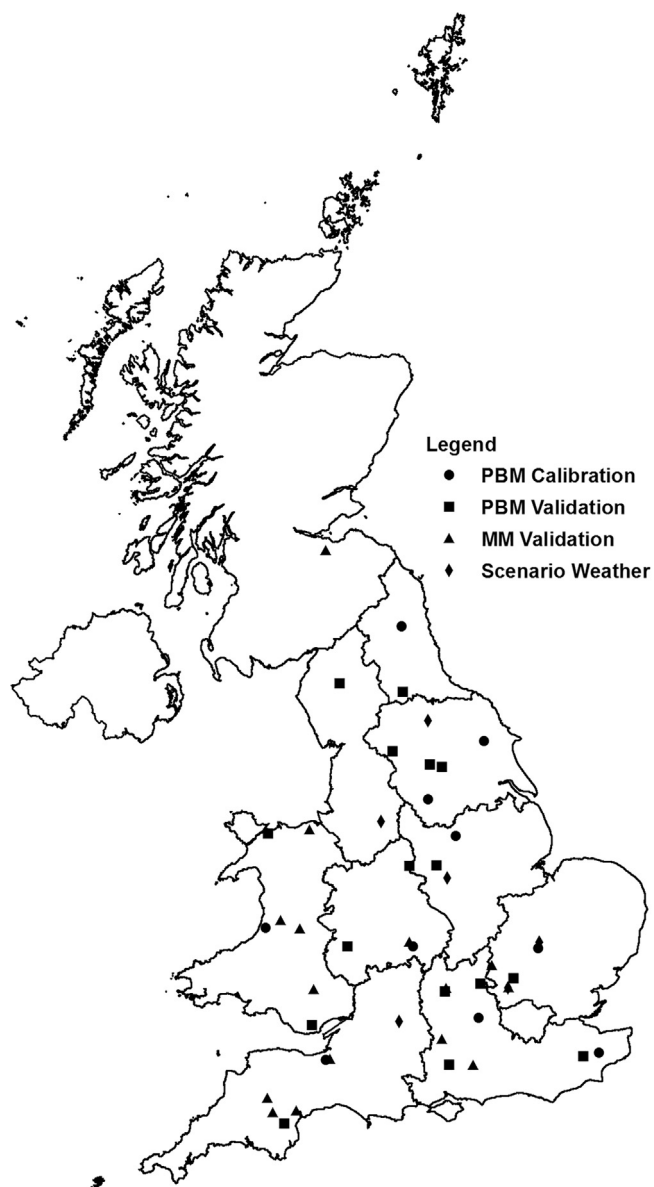 Legend
PBM Calibration
PBM Validation
MM Validation
Scenario Weather